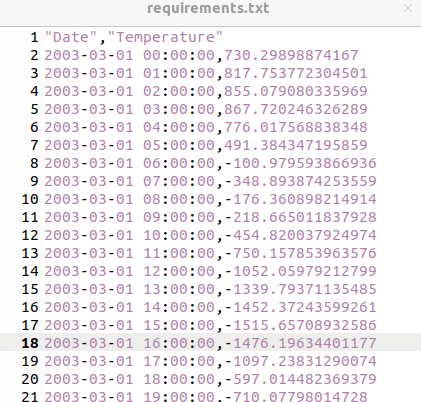 requirements.txt
1 "Date","Temperature"
2 2003-03-01 00:00:00,730.29898874167
3 2003-03-01 01:00:00,817.753772304501
4 2003-03-01 02:00:00,855.079080335969
5 2003-03-01 03:00:00,867.720246326289
6 2003-03-01 04:00:00,776.017568838348
7 2003-03-01 05:00:00,491.384347195859
8 2003-03-01 06:00:00,-100.979593866936
9 2003-03-01 07:00:00,-348.893874253559
10 2003-03-01 08:00:00,-176.360898214914
11 2003-03-01 09:00:00,-218.665011837928
12 2003-03-01 10:00:00,-454.820037924974
13 2003-03-01 11:00:00,-750.157853963576
14 2003-03-01 12:00:00,-1052.05979212799
15 2003-03-01 13:00:00,-1339.79371135485
16 2003-03-01 14:00:00,-1452.37243599261
17 2003-03-01 15:00:00,-1515.65708932586
18 2003-03-01 16:00:00,-1476.19634401177
19 2003-03-01 17:00:00,-1097.23831290074
20 2003-03-01 18:00:00,-597.014482369379
21 2003-03-01 19:00:00,-710.07798014728